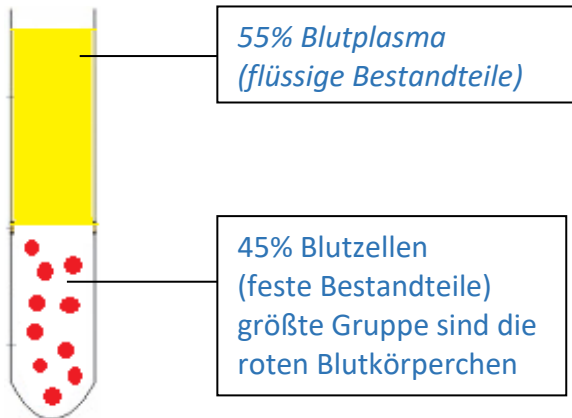 55% Blutplasma
(flüssige Bestandteile)
45% Blutzellen
(feste Bestandteile)
größte Gruppe sind die
roten Blutkörperchen